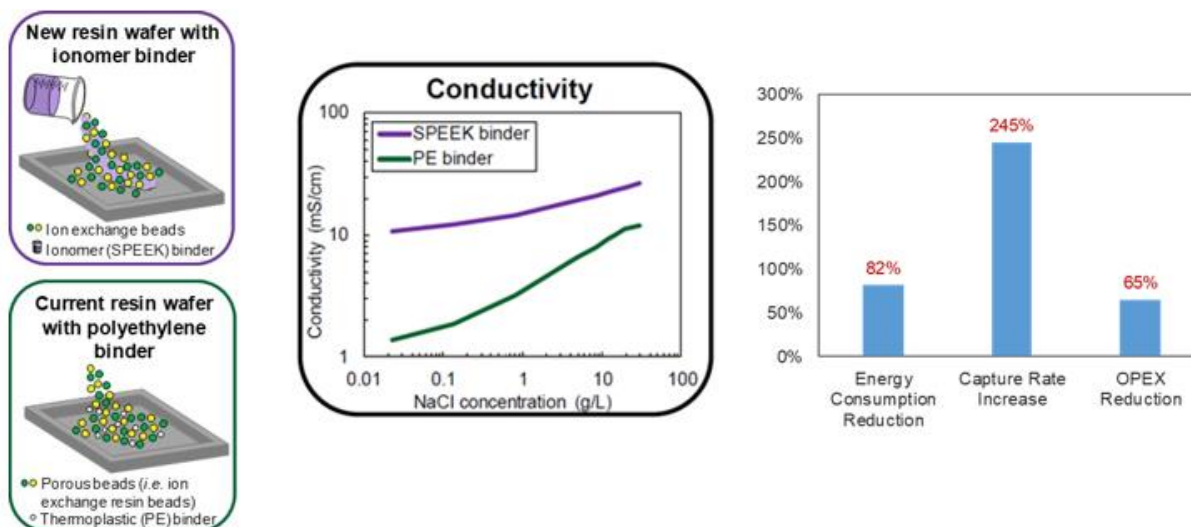 New resin wafer with
ionomer binder
Ion exchange beads
Ionomer (SPEEK) binder
Current resin wafer
with polyethylene
binder
Porous beads (i.e. ion
exchange resin beads)
Thermoplastic (PE) binder
Conductivity
100
10
1
Conductivity (mS/cm)
SPEEK binder
PE binder
0.01 0.1 1 10 100
NaCl concentration (g/L)
300%
250%
200%
150%
100%
50%
0%
82%
245%
65%
Energy
Consumption
Reduction
Capture Rate
Increase
OPEX
Reduction